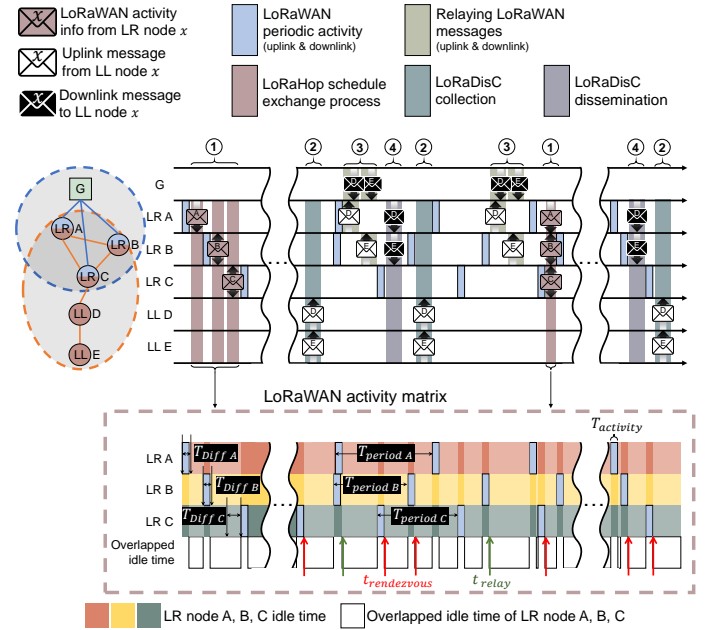 LoRaWAN activity
info from LR node x
Uplink message
from LL node x
Downlink message
to LL node x
LoRaWAN
periodic activity
(uplink & downlink)
Relaying LoRaWAN
messages
(uplink & downlink)
LoRaHop schedule
exchange process
LoRaDisC
collection
LoRaDisC
dissemination
x
x
x
1 2 3 4 2 3 1 4 2
G
LR A
LR B
LR C
LL D
LL E
G
D E D E
LR A
D D D A D
LR B
B E E E B E
LR C
C C
LL D
D D D
LL E
E E E
... ...
LoRaWAN activity matrix
T_activity
LR A
T_Diff A
T_period A
LR B
T_Diff B
T_period B
LR C
T_Diff C
T_period C
... ...
Overlapped
idle time
t_rendezvous
t_relay
LR node A, B, C idle time
Overlapped idle time of LR node A, B, C